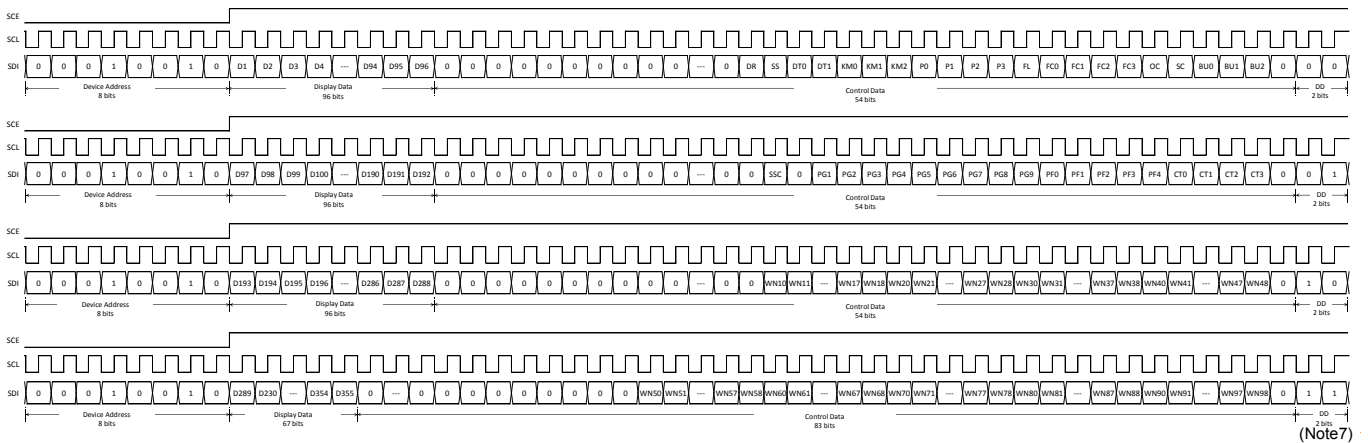 SCE
SCL
SDI 0 0 0 1 0 0 1 0 D1 D2 D3 D4 --- D94 D95 D96 0 0 0 0 0 0 0 0 0 0 --- 0 DR SS DT0 DT1 KM0 KM1 KM2 P0 P1 P2 P3 FL FC0 FC1 FC2 FC3 OC SC BU0 BU1 BU2 0 0 0
Device Address Display Data Control Data DD
8 bits 96 bits 54 bits 2 bits
SCE
SCL
SDI 0 0 0 1 0 0 1 0 D97 D98 D99 D100 --- D190 D191 D192 0 0 0 0 0 0 0 0 0 0 --- 0 0 SSC 0 PG1 PG2 PG3 PG4 PG5 PG6 PG7 PG8 PG9 PF0 PF1 PF2 PF3 PF4 CT0 CT1 CT2 CT3 0 0 1
Device Address Display Data Control Data DD
8 bits 96 bits 54 bits 2 bits
SCE
SCL
SDI 0 0 0 1 0 0 1 0 D193 D194 D195 D196 --- D286 D287 D288 0 0 0 0 0 0 0 0 0 0 --- 0 0 WN10 WN11 --- WN17 WN18 WN20 WN21 --- WN27 WN28 WN30 WN31 --- WN37 WN38 WN40 WN41 --- WN47 WN48 0 1 0
Device Address Display Data Control Data DD
8 bits 96 bits 54 bits 2 bits
SCE
SCL
SDI 0 0 0 1 0 0 1 0 D289 D230 --- D354 D355 0 --- 0 0 0 0 0 0 0 0 0 WN50 WN51 --- WN57 WN58 WN60 WN61 --- WN67 WN68 WN70 WN71 --- WN77 WN78 WN80 WN81 --- WN87 WN88 WN90 WN91 --- WN97 WN98 0 1 1
Device Address Display Data Control Data DD
8 bits 67 bits 83 bits 2 bits
(Note7)